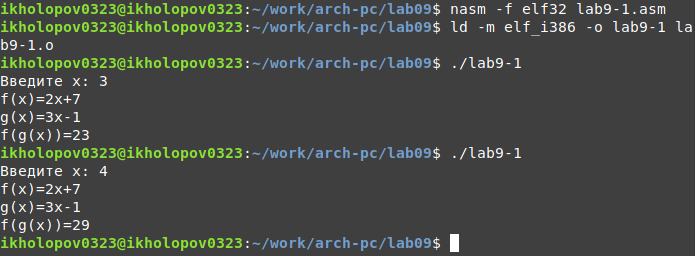 ikholopov0323@ikholopov0323:~/work/arch-pc/lab09$ nasm -f elf32 lab9-1.asm
ikholopov0323@ikholopov0323:~/work/arch-pc/lab09$ ld -m elf_i386 -o lab9-1 la
b9-1.o
ikholopov0323@ikholopov0323:~/work/arch-pc/lab09$ ./lab9-1
Введите x: 3
f(x)=2x+7
g(x)=3x-1
f(g(x))=23
ikholopov0323@ikholopov0323:~/work/arch-pc/lab09$ ./lab9-1
Введите x: 4
f(x)=2x+7
g(x)=3x-1
f(g(x))=29
ikholopov0323@ikholopov0323:~/work/arch-pc/lab09$